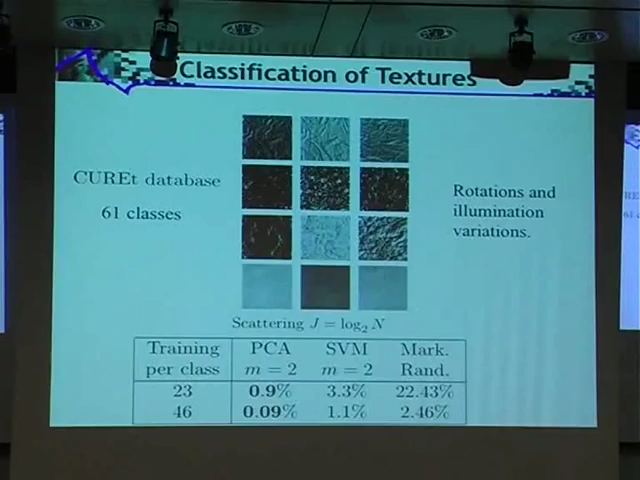 Classification of Textures
CUREt database
61 classes
Rotations and
illumination
variations.
Scattering J = log₂ N
Training PCA SVM Mark.
per class m = 2 m = 2 Rand.
23 0.9% 3.3% 22.43%
46 0.09% 1.1% 2.46%